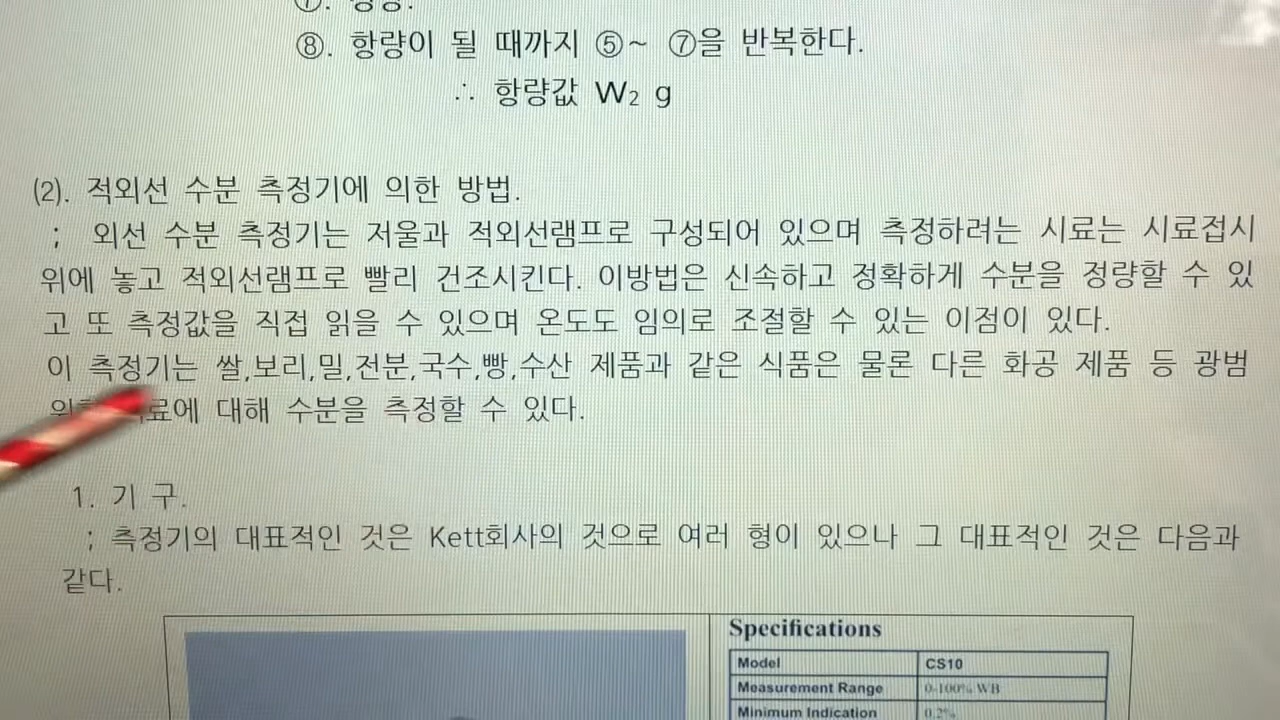 ⑧. 항량이 될 때까지 ⑤~ ⑦을 반복한다.
∴ 항량값 W₂ g
(2). 적외선 수분 측정기에 의한 방법.
; 외선 수분 측정기는 저울과 적외선램프로 구성되어 있으며 측정하려는 시료는 시료접시
위에 놓고 적외선램프로 빨리 건조시킨다. 이방법은 신속하고 정확하게 수분을 정량할 수 있
고 또 측정값을 직접 읽을 수 있으며 온도도 임의로 조절할 수 있는 이점이 있다.
이 측정기는 쌀,보리,밀,전분,국수,빵,수산 제품과 같은 식품은 물론 다른 화공 제품 등 광범
대해 수분을 측정할 수 있다.
1. 기 구.
; 측정기의 대표적인 것은 Kett회사의 것으로 여러 형이 있으나 그 대표적인 것은 다음과
같다.
Specifications
Model CS10
Measurement Range 0-100% WB
Minimum Indication 0.2%